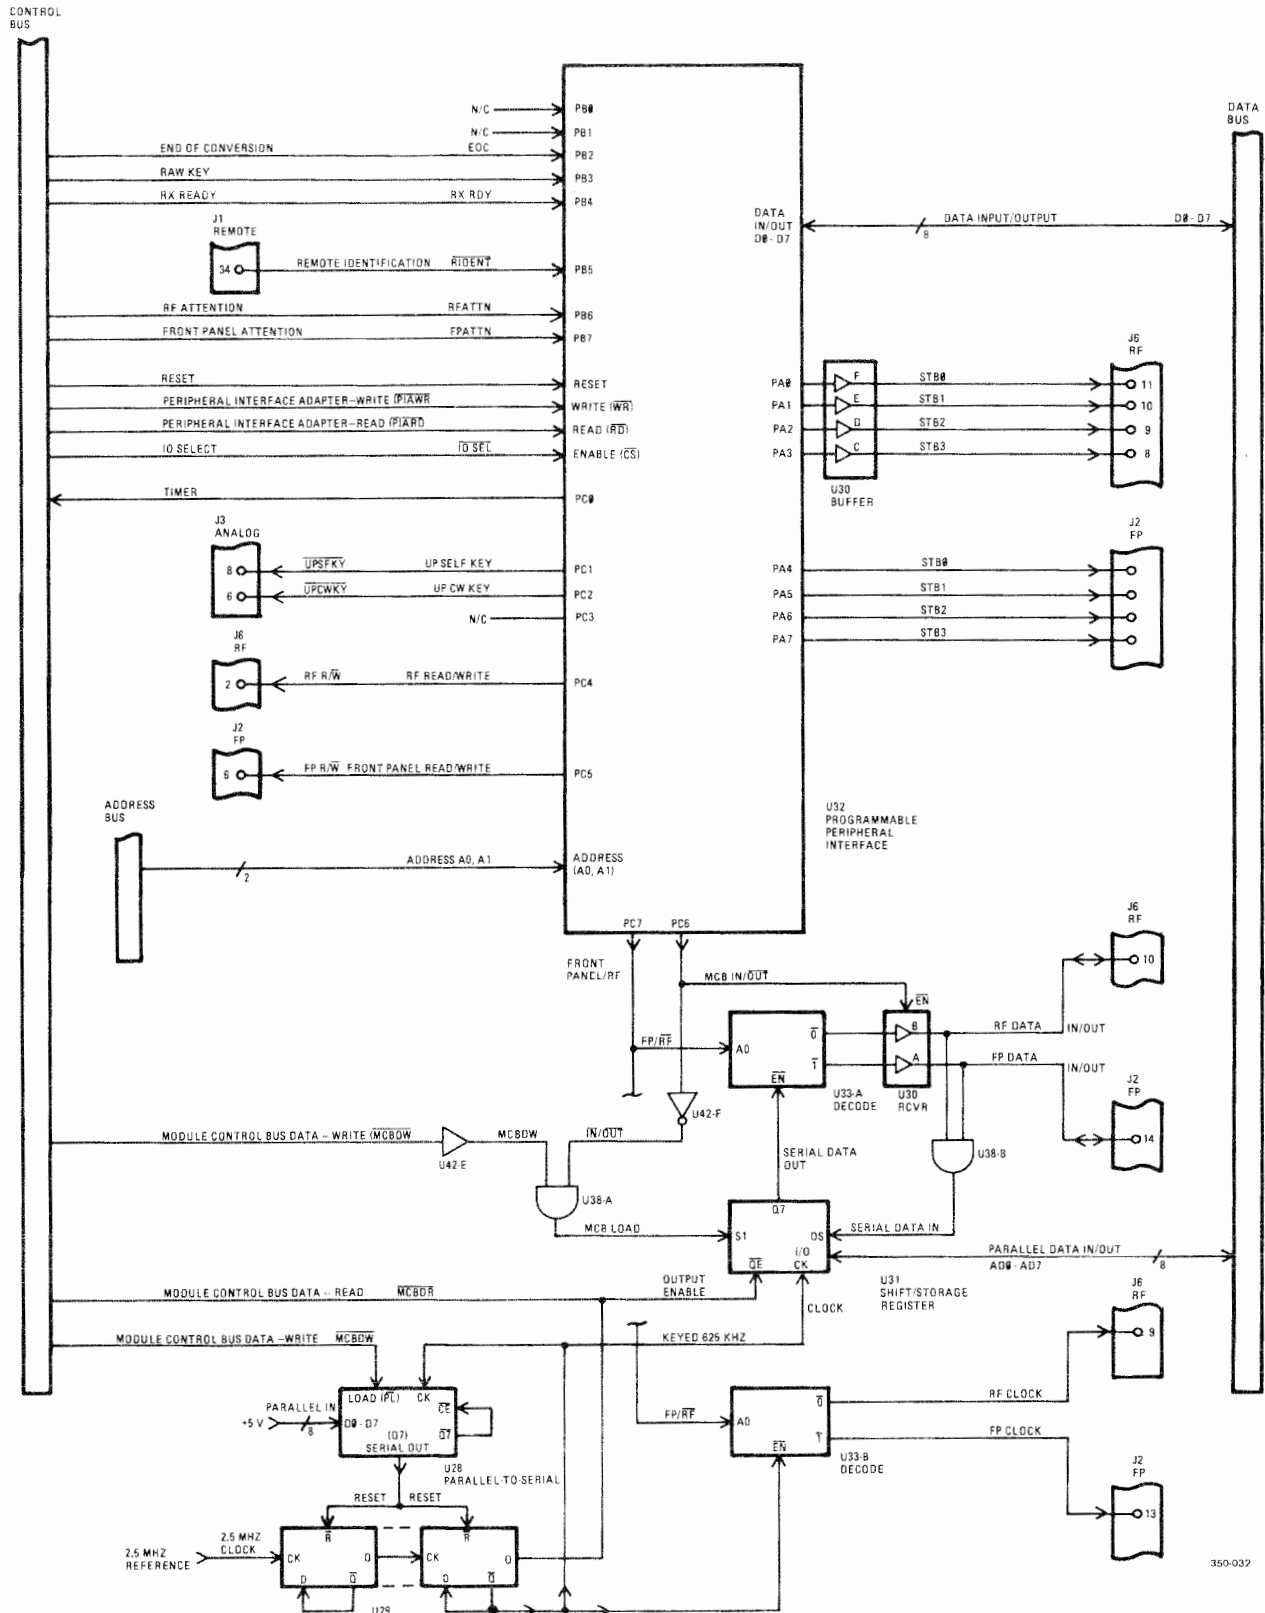 CONTROL
BUS
DATA
BUS
N/C
PB0
N/C
PB1
END OF CONVERSION
EOC
PB2
RAW KEY
PB3
RX READY
RX RDY
PB4
DATA
IN/OUT
D0-D7
DATA INPUT/OUTPUT
8
D0-D7
J1
REMOTE
34
REMOTE IDENTIFICATION
RIDENT
PB5
RF ATTENTION
RFATTN
PB6
FRONT PANEL ATTENTION
FPATTN
PB7
J6
RF
RESET
RESET
PA0
F
STB0
11
PERIPHERAL INTERFACE ADAPTER-WRITE (PIAWR
WRITE (WR)
PA1
E
STB1
10
PERIPHERAL INTERFACE ADAPTER-READ (PIARD
READ (RD)
PA2
D
STB2
9
IO SELECT
IO SEL
ENABLE (CS)
PA3
C
STB3
8
U30
BUFFER
TIMER
PC0
J3
ANALOG
J2
FP
8
UPSFKY
UP SELF KEY
PC1
PA4
STB0
6
UPCWKY
UP CW KEY
PC2
PA5
STB1
N/C
PC3
PA6
STB2
PA7
STB3
J6
RF
2
RF R/W
RF READ/WRITE
PC4
J2
FP
6
FP R/W FRONT PANEL READ/WRITE
PC5
ADDRESS
BUS
U32
PROGRAMMABLE
PERIPHERAL
INTERFACE
ADDRESS A0, A1
2
ADDRESS
(A0, A1)
PC7
PC6
J6
RF
10
FRONT
PANEL/RF
MCB IN/OUT
EN
FP/RF
A0
0
1
EN
B
A
RF DATA
IN/OUT
FP DATA
IN/OUT
U33-A
DECODE
U30
RCVR
J2
FP
14
U42-F
MODULE CONTROL BUS DATA - WRITE (MCBDW
MCBDW
IN/OUT
U42-E
SERIAL DATA
OUT
U38-B
U38-A
Q7
MCB LOAD
S1
DS
SERIAL DATA IN
I/O
PARALLEL DATA IN/OUT
AD0-AD7
8
OE
CK
OUTPUT
ENABLE
U31
SHIFT/STORAGE
REGISTER
MODULE CONTROL BUS DATA -- READ
MCBDR
CLOCK
J6
RF
9
MODULE CONTROL BUS DATA -WRITE
MCBDW
KEYED 625 KHZ
LOAD (PL)
CK
PARALLEL IN
+5 V
8
D0-D7
CE
(Q7)
Q7
SERIAL OUT
FP/RF
A0
0
1
EN
RF CLOCK
FP CLOCK
U28
PARALLEL-TO-SERIAL
U33-B
DECODE
J2
FP
13
RESET
RESET
2.5 MHZ
REFERENCE
2.5 MHZ
CLOCK
R
CK
Q
D
Q
R
CK
Q
D
Q
U29
350-032